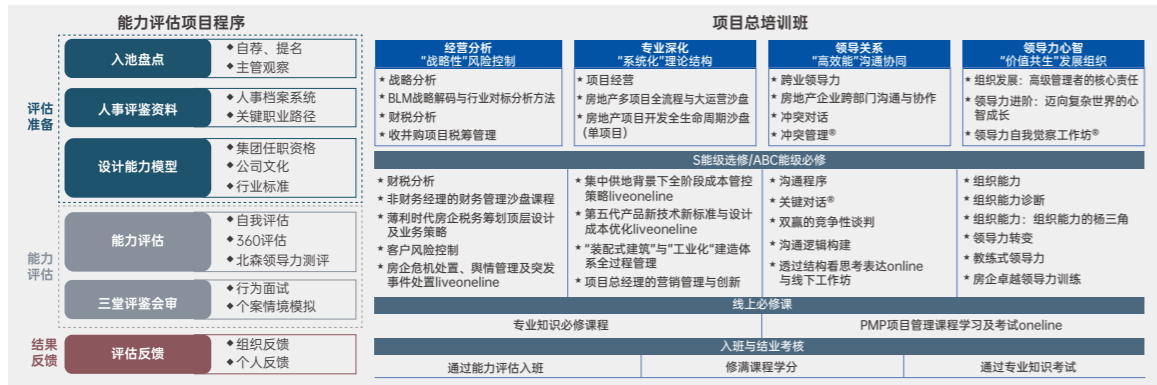 能力评估项目程序
评估
准备
入池盘点
◆自荐、提名
◆主管观察
人事评鉴资料
◆人事档案系统
◆关键职业路径
设计能力模型
◆集团任职资格
◆公司文化
◆行业标准
能力
评估
能力评估
◆自我评估
◆360评估
◆北森领导力测评
三堂评鉴会审
◆行为面试
◆个案情境模拟
结果
反馈
评估反馈
◆组织反馈
◆个人反馈
项目总培训班
经营分析
“战略性”风险控制
★战略分析
★BLM战略解码与行业对标分析方法
★财税分析
★收并购项目税筹管理
专业深化
“系统化”理论结构
★项目经营
★房地产多项目全流程与大运营沙盘
★房地产项目开发全生命周期沙盘
（单项目）
领导关系
“高效能”沟通协同
★跨业领导力
★房地产企业跨部门沟通与协作
★冲突对话
★冲突管理®
领导力心智
“价值共生”发展组织
★组织发展：高级管理者的核心责任
★领导力进阶：迈向复杂世界的心
智成长
★领导力自我觉察工作坊®
S能级选修/ABC能级必修
★财税分析
★非财务经理的财务管理沙盘课程
★薄利时代房企税务筹划顶层设计
及业务策略
★客户风险控制
★房企危机处置、舆情管理及突发
事件处置liveoneline
★集中供地背景下全阶段成本管控
策略liveoneline
★第五代产品新技术新标准与设计
成本优化liveoneline
★“装配式建筑”与“工业化”建造体
系全过程管理
★项目总经理的营销管理与创新
★沟通程序
★关键对话®
★双赢的竞争性谈判
★沟通逻辑构建
★透过结构看思考表达online
与线下工作坊
★组织能力
★组织能力诊断
★组织能力：组织能力的杨三角
★领导力转变
★教练式领导力
★房企卓越领导力训练
线上必修课
专业知识必修课程
PMP项目管理课程学习及考试oneline
入班与结业考核
通过能力评估入班
修满课程学分
通过专业知识考试